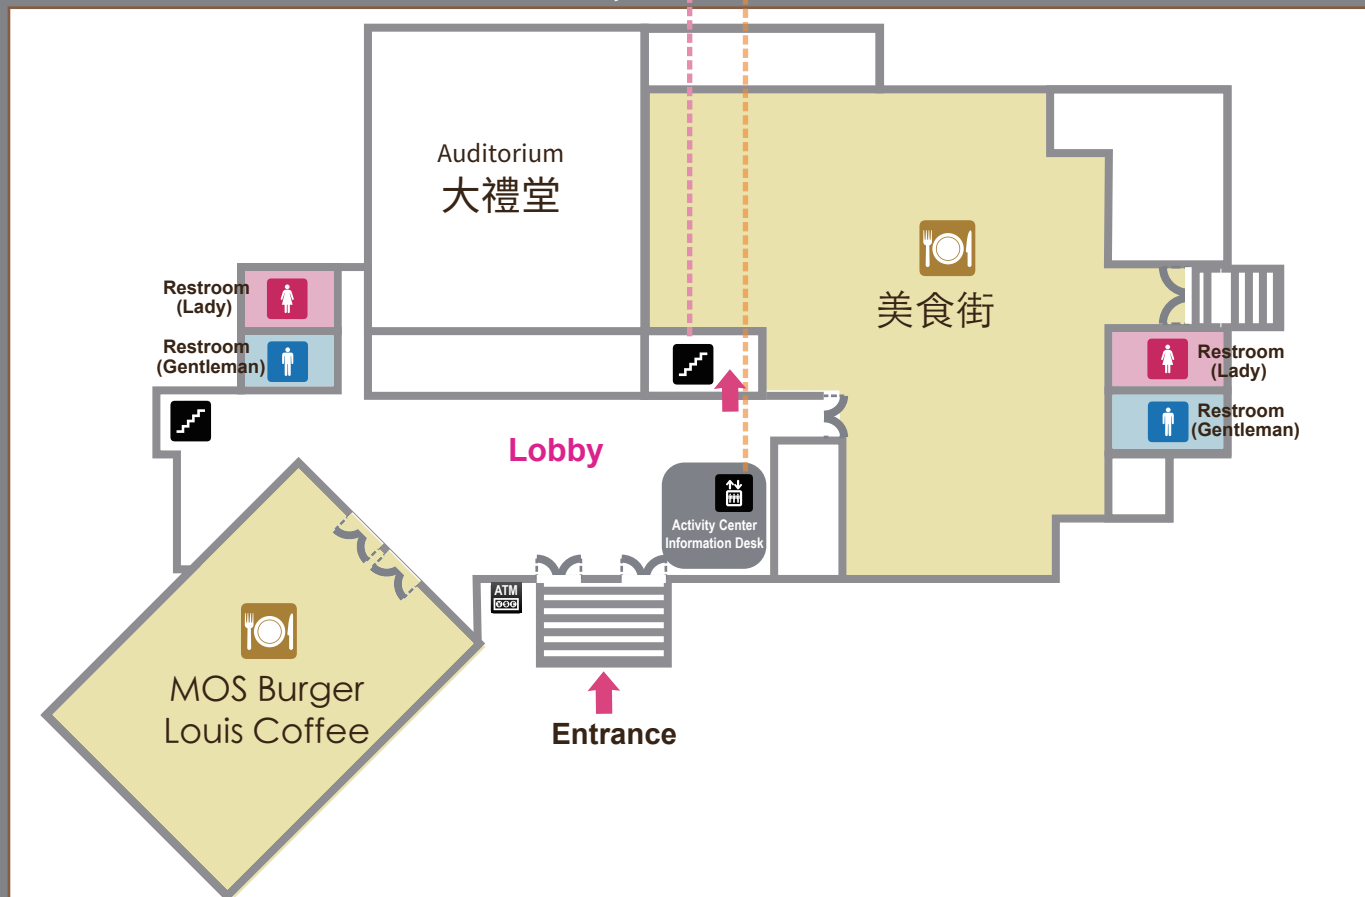 Auditorium
大禮堂
Restroom
(Lady)
Restroom
(Gentleman)
美食街
Restroom
(Lady)
Restroom
(Gentleman)
Lobby
Activity Center
Information Desk
ATM
MOS Burger
Louis Coffee
Entrance